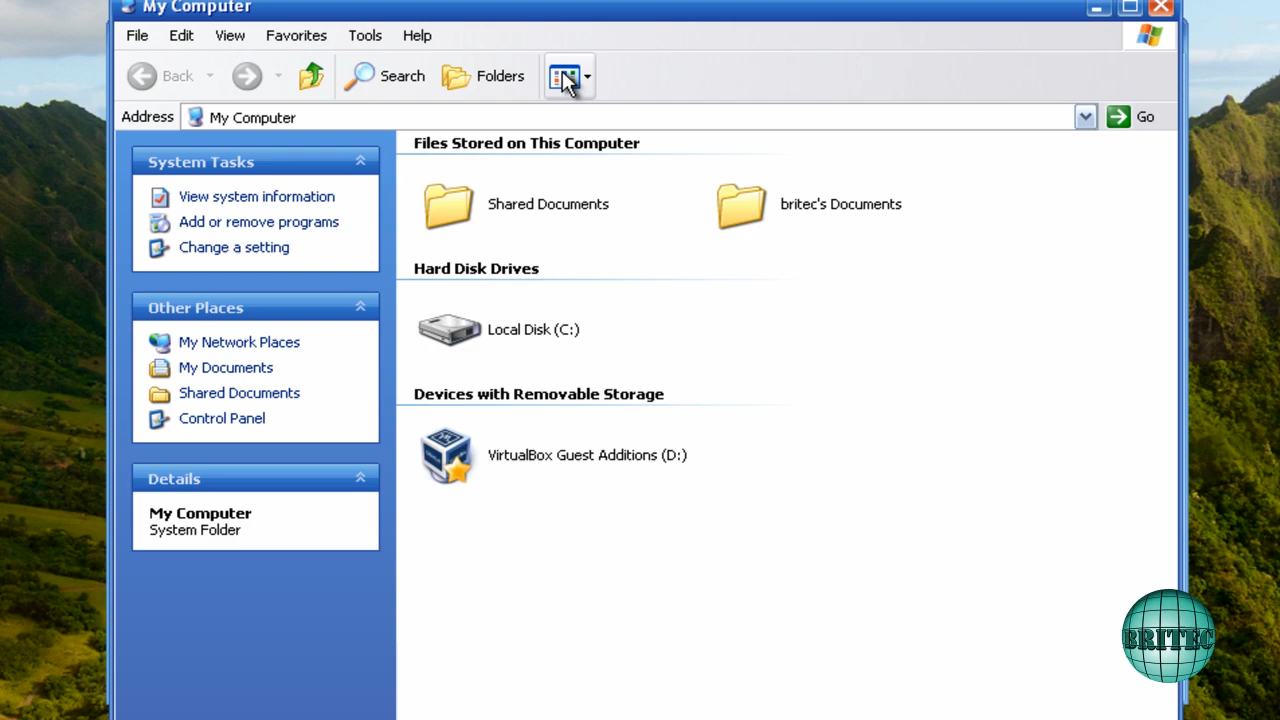 My Computer
File Edit View Favorites Tools Help
Back Search Folders
Address My Computer Go
System Tasks
View system information
Add or remove programs
Change a setting
Other Places
My Network Places
My Documents
Shared Documents
Control Panel
Details
My Computer
System Folder
Files Stored on This Computer
Shared Documents britec's Documents
Hard Disk Drives
Local Disk (C:)
Devices with Removable Storage
VirtualBox Guest Additions (D:)
BRITEC